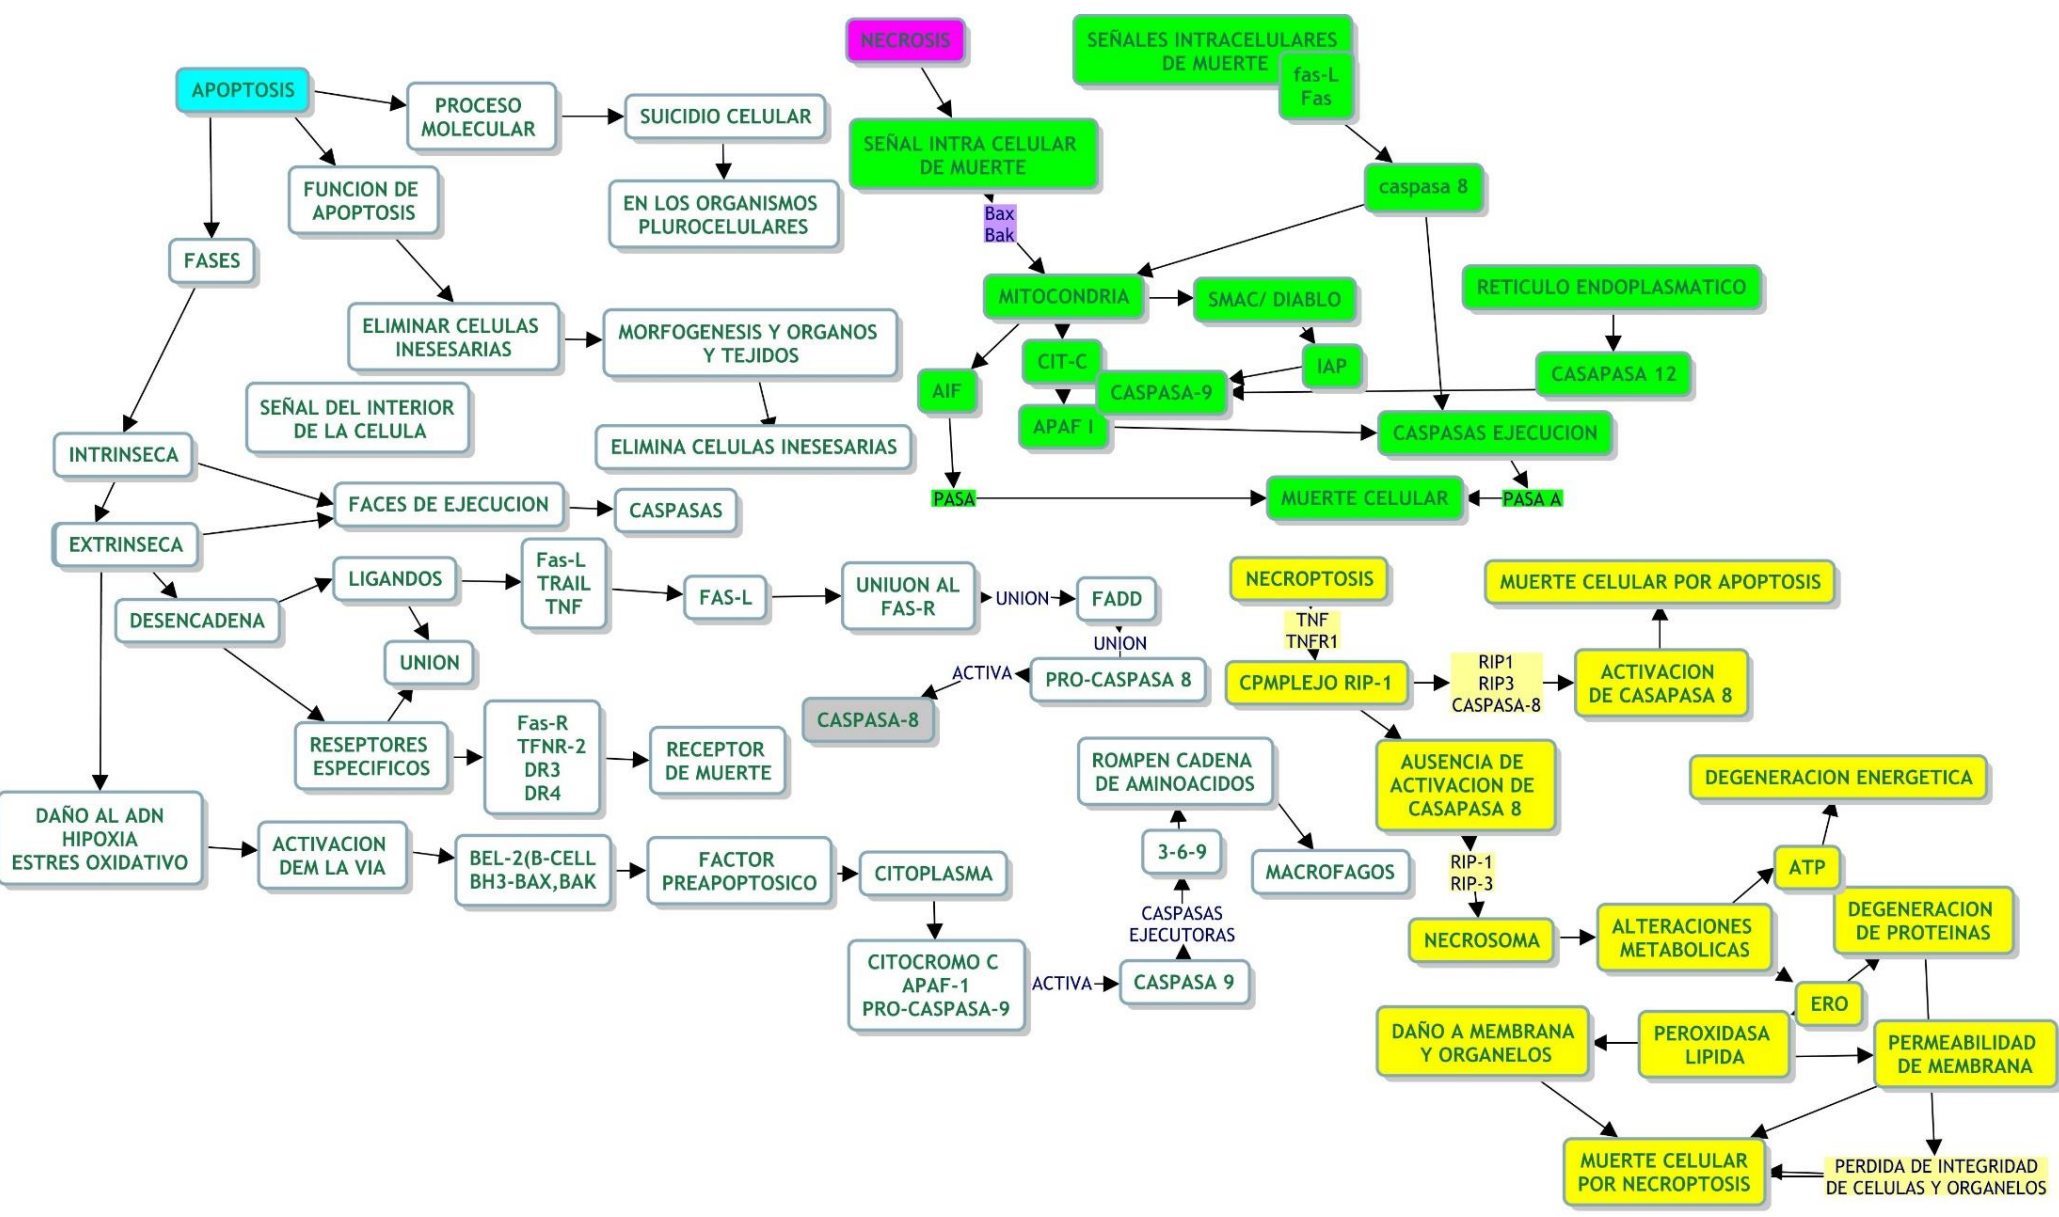 APOPTOSIS
PROCESO
MOLECULAR
SUICIDIO CELULAR
EN LOS ORGANISMOS
PLUROCELULARES
FUNCION DE
APOPTOSIS
FASES
ELIMINAR CELULAS
INESESARIAS
MORFOGENESIS Y ORGANOS
Y TEJIDOS
ELIMINA CELULAS INESESARIAS
SEÑAL DEL INTERIOR
DE LA CELULA
INTRINSECA
FACES DE EJECUCION
CASPASAS
EXTRINSECA
DESENCADENA
LIGANDOS
UNION
Fas-L
TRAIL
TNF
FAS-L
UNIUON AL
FAS-R
UNION
FADD
UNION
PRO-CASPASA 8
ACTIVA
CASPASA-8
RESEPTORES
ESPECIFICOS
Fas-R
TFNR-2
DR3
DR4
RECEPTOR
DE MUERTE
DAÑO AL ADN
HIPOXIA
ESTRES OXIDATIVO
ACTIVACION
DEM LA VIA
BEL-2(B-CELL
BH3-BAX,BAK
FACTOR
PREAPOPTOSICO
CITOPLASMA
CITOCROMO C
APAF-1
PRO-CASPASA-9
ACTIVA
CASPASA 9
CASPASAS
EJECUTORAS
3-6-9
ROMPEN CADENA
DE AMINOACIDOS
MACROFAGOS
NECROSIS
SEÑAL INTRA CELULAR
DE MUERTE
Bax
Bak
SEÑALES INTRACELULARES
DE MUERTE
fas-L
Fas
caspasa 8
MITOCONDRIA
SMAC/ DIABLO
IAP
CIT-C
CASPASA-9
APAF I
AIF
RETICULO ENDOPLASMATICO
CASAPASA 12
CASPASAS EJECUCION
PASA
MUERTE CELULAR
PASA A
NECROPTOSIS
TNF
TNFR1
CPMPLEJO RIP-1
RIP1
RIP3
CASPASA-8
ACTIVACION
DE CASAPASA 8
MUERTE CELULAR POR APOPTOSIS
AUSENCIA DE
ACTIVACION DE
CASAPASA 8
RIP-1
RIP-3
NECROSOMA
ALTERACIONES
METABOLICAS
ATP
DEGENERACION ENERGETICA
DEGENERACION
DE PROTEINAS
ERO
PEROXIDASA
LIPIDA
DAÑO A MEMBRANA
Y ORGANELOS
PERMEABILIDAD
DE MEMBRANA
MUERTE CELULAR
POR NECROPTOSIS
PERDIDA DE INTEGRIDAD
DE CELULAS Y ORGANELOS